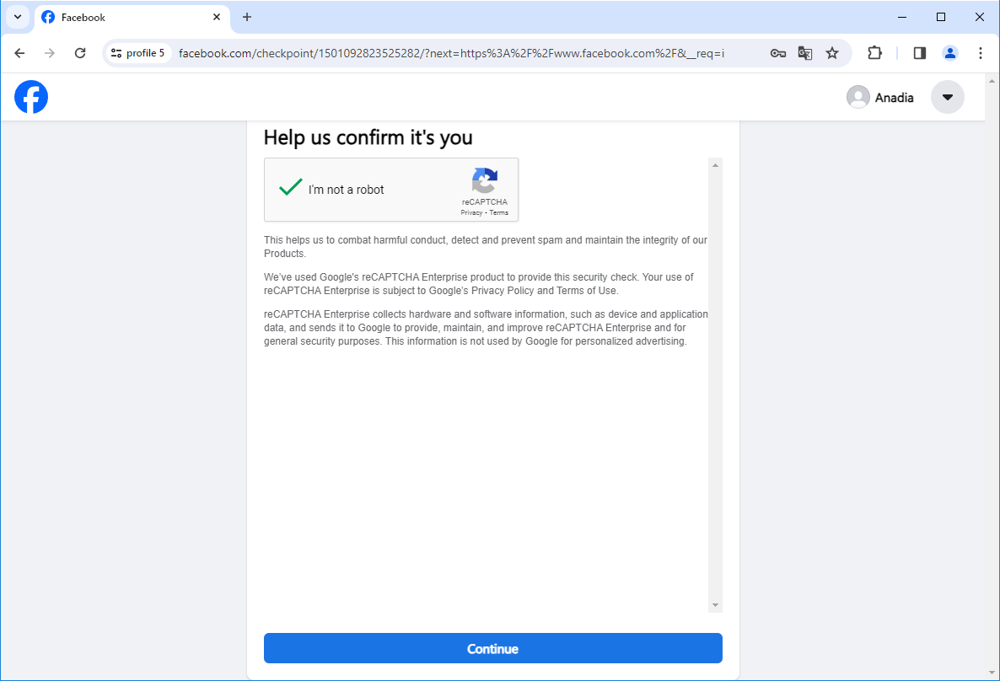 Facebook
profile 5
facebook.com/checkpoint/1501092823525282/?next=https%3A%2F%2Fwww.facebook.com%2F&__req=i
Anadia
Help us confirm it's you
I'm not a robot
reCAPTCHA
Privacy - Terms
This helps us to combat harmful conduct, detect and prevent spam and maintain the integrity of our
Products.
We've used Google's reCAPTCHA Enterprise product to provide this security check. Your use of
reCAPTCHA Enterprise is subject to Google's Privacy Policy and Terms of Use.
reCAPTCHA Enterprise collects hardware and software information, such as device and application
data, and sends it to Google to provide, maintain, and improve reCAPTCHA Enterprise and for
general security purposes. This information is not used by Google for personalized advertising.
Continue